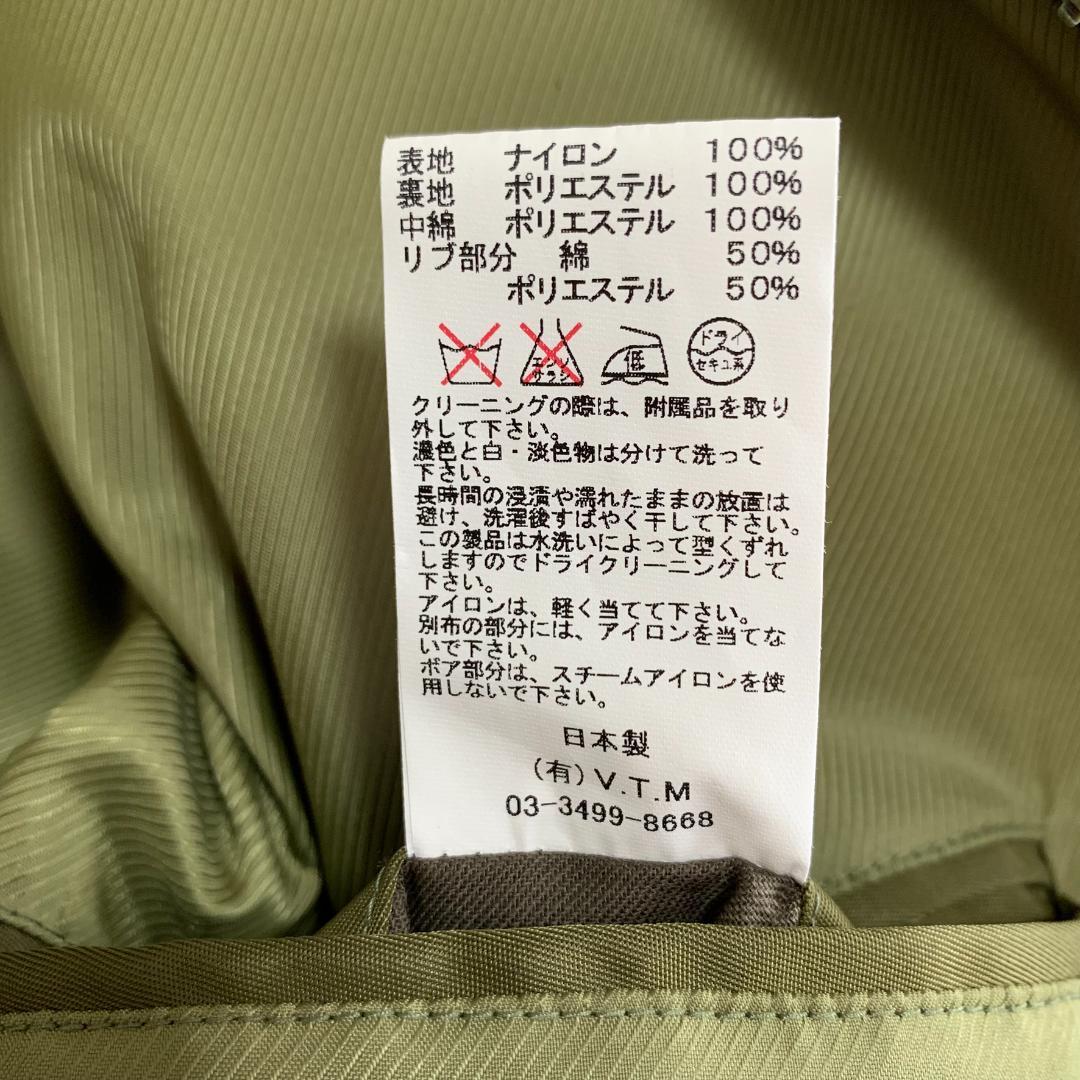 表地 ナイロン 100%
裏地 ポリエステル 100%
中綿 ポリエステル 100%
リブ部分 綿 50%
ポリエステル 50%
エンソ
サラシ
低
ドライ
セキユ系
クリーニングの際は、附属品を取り
外して下さい。
濃色と白・淡色物は分けて洗って
下さい。
長時間の浸漬や濡れたままの放置は
避け、洗濯後すばやく干して下さい。
この製品は水洗いによって型くずれ
しますのでドライクリーニングして
下さい。
アイロンは、軽く当てて下さい。
別布の部分には、アイロンを当てな
いで下さい。
ボア部分は、スチームアイロンを使
用しないで下さい。
日本製
(有)V.T.M
03-3499-8668